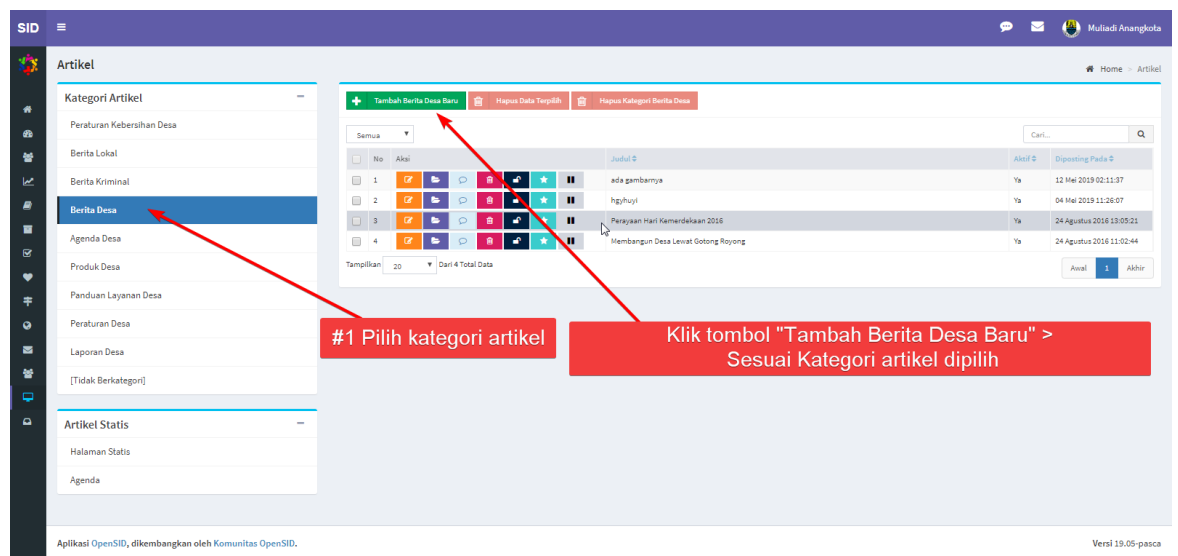 SID
Muliadi Anangkota
Artikel
Home > Artikel
Kategori Artikel
Peraturan Kebersihan Desa
Berita Lokal
Berita Kriminal
Berita Desa
Agenda Desa
Produk Desa
Panduan Layanan Desa
Peraturan Desa
Laporan Desa
[Tidak Berkategori]
Artikel Statis
Halaman Statis
Agenda
Tambah Berita Desa Baru Hapus Data Terpilih Hapus Kategori Berita Desa
Semua Cari...
No Aksi Judul Aktif Diposting Pada
1 ada gambarnya Ya 12 Mei 2019 02:11:37
2 hgyhuyi Ya 04 Mei 2019 11:26:07
3 Perayaan Hari Kemerdekaan 2016 Ya 24 Agustus 2016 13:05:21
4 Membangun Desa Lewat Gotong Royong Ya 24 Agustus 2016 11:02:44
Tampilkan 20 Dari 4 Total Data Awal 1 Akhir
#1 Pilih kategori artikel
Klik tombol "Tambah Berita Desa Baru" >
Sesuai Kategori artikel dipilih
Aplikasi OpenSID, dikembangkan oleh Komunitas OpenSID. Versi 19.05-pasca